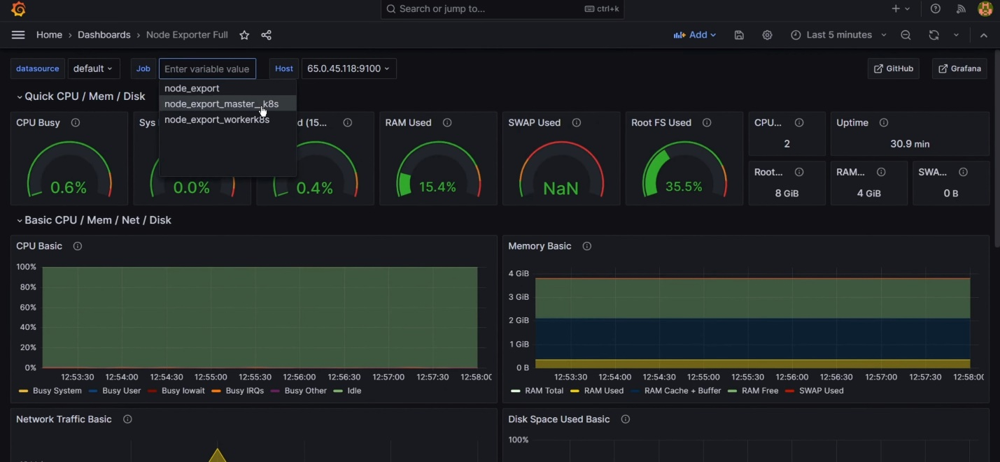 Search or jump to... ctrl+k
Home › Dashboards › Node Exporter Full Add Last 5 minutes
datasource default Job Enter variable value Host 65.0.45.118:9100 GitHub Grafana
node_export
node_export_master_k8s
node_export_workerk8s
Quick CPU / Mem / Disk
CPU Busy
0.6%
Sys
0.0%
d (15...
0.4%
RAM Used
15.4%
SWAP Used
NaN
Root FS Used
35.5%
CPU...
2
Uptime
30.9 min
Root...
8 GiB
RAM...
4 GiB
SWA...
0 B
Basic CPU / Mem / Net / Disk
CPU Basic
100%
80%
60%
40%
20%
0%
12:53:30 12:54:00 12:54:30 12:55:00 12:55:30 12:56:00 12:56:30 12:57:00 12:57:30 12:58:00
Busy System Busy User Busy Iowait Busy IRQs Busy Other Idle
Memory Basic
4 GiB
3 GiB
2 GiB
1 GiB
0 B
12:53:30 12:54:00 12:54:30 12:55:00 12:55:30 12:56:00 12:56:30 12:57:00 12:57:30 12:58:00
RAM Total RAM Used RAM Cache + Buffer RAM Free SWAP Used
Network Traffic Basic
Disk Space Used Basic
100%